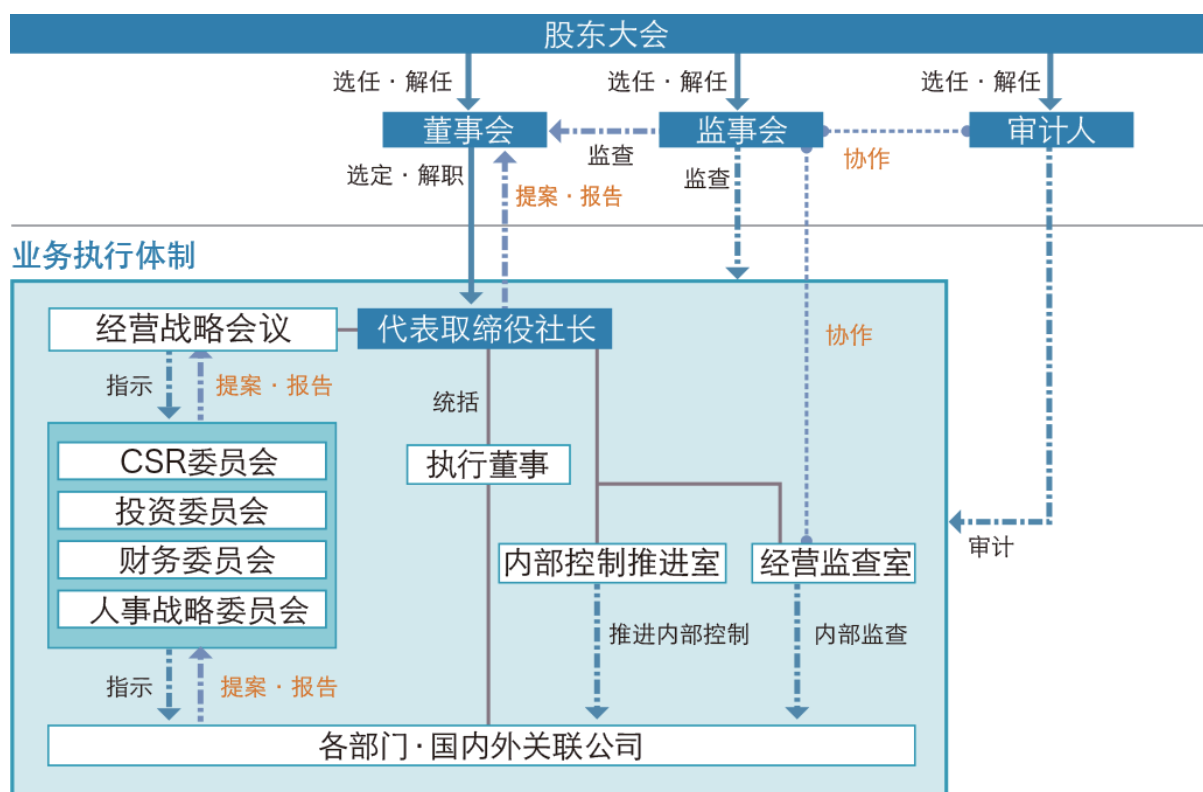 股东大会
选任·解任
选任·解任
选任·解任
董事会
监事会
审计人
监查
协作
选定·解职
提案·报告
监查
业务执行体制
经营战略会议
代表取缔役社长
协作
指示
提案·报告
统括
CSR委员会
执行董事
投资委员会
财务委员会
内部控制推进室
经营监查室
审计
人事战略委员会
推进内部控制
内部监查
指示
提案·报告
各部门·国内外关联公司